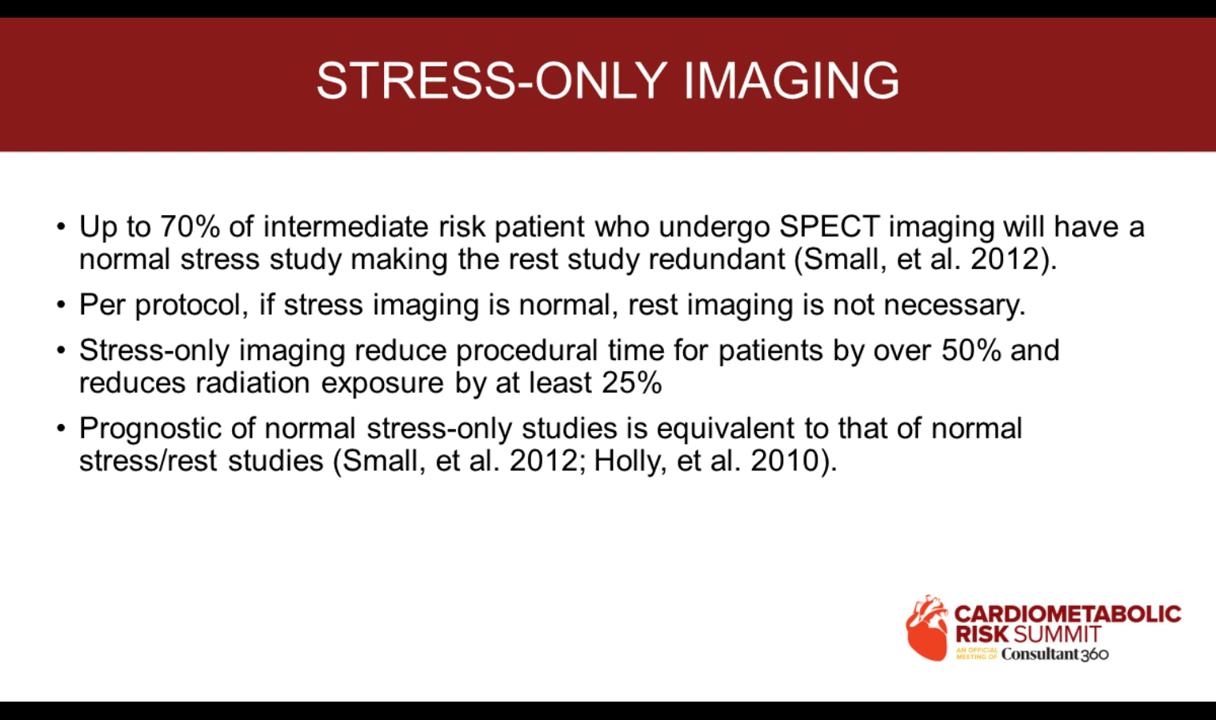 STRESS-ONLY IMAGING
• Up to 70% of intermediate risk patient who undergo SPECT imaging will have a
normal stress study making the rest study redundant (Small, et al. 2012).
• Per protocol, if stress imaging is normal, rest imaging is not necessary.
• Stress-only imaging reduce procedural time for patients by over 50% and
reduces radiation exposure by at least 25%
• Prognostic of normal stress-only studies is equivalent to that of normal
stress/rest studies (Small, et al. 2012; Holly, et al. 2010).
CARDIOMETABOLIC
RISK SUMMIT
AN OFFICIAL
MEETING OF Consultant360